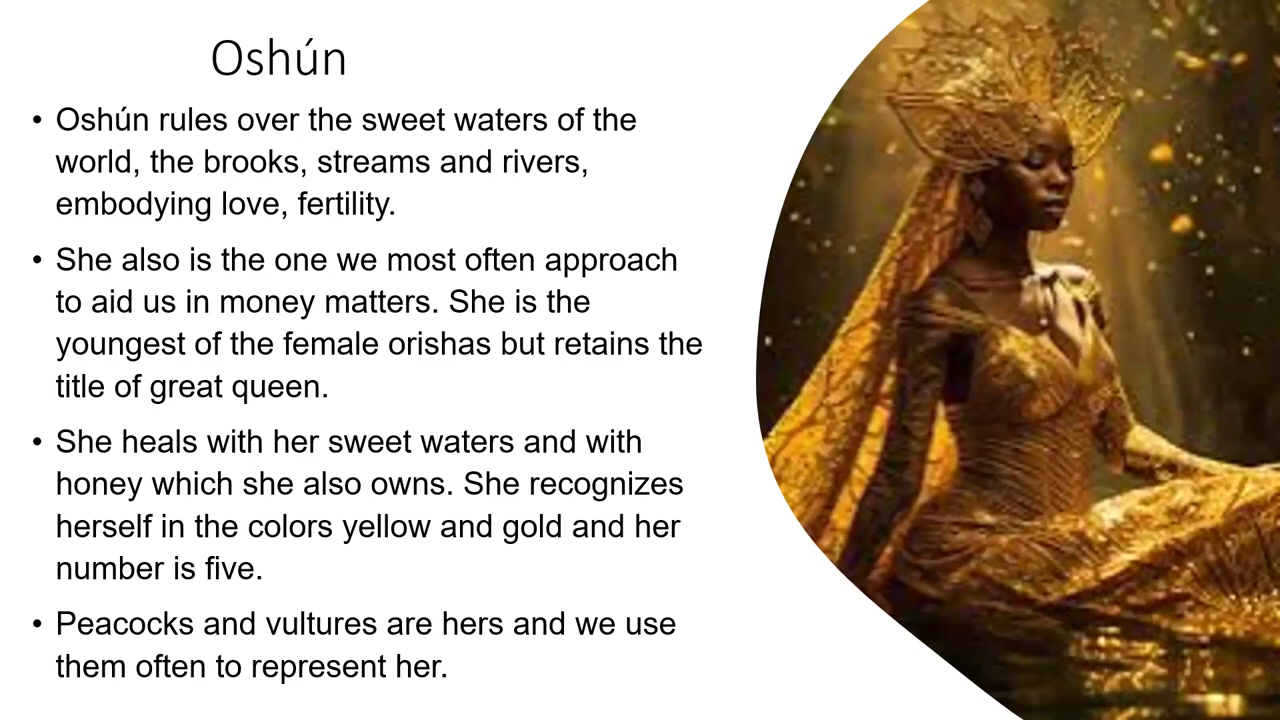 Oshún
• Oshún rules over the sweet waters of the
world, the brooks, streams and rivers,
embodying love, fertility.
• She also is the one we most often approach
to aid us in money matters. She is the
youngest of the female orishas but retains the
title of great queen.
• She heals with her sweet waters and with
honey which she also owns. She recognizes
herself in the colors yellow and gold and her
number is five.
• Peacocks and vultures are hers and we use
them often to represent her.